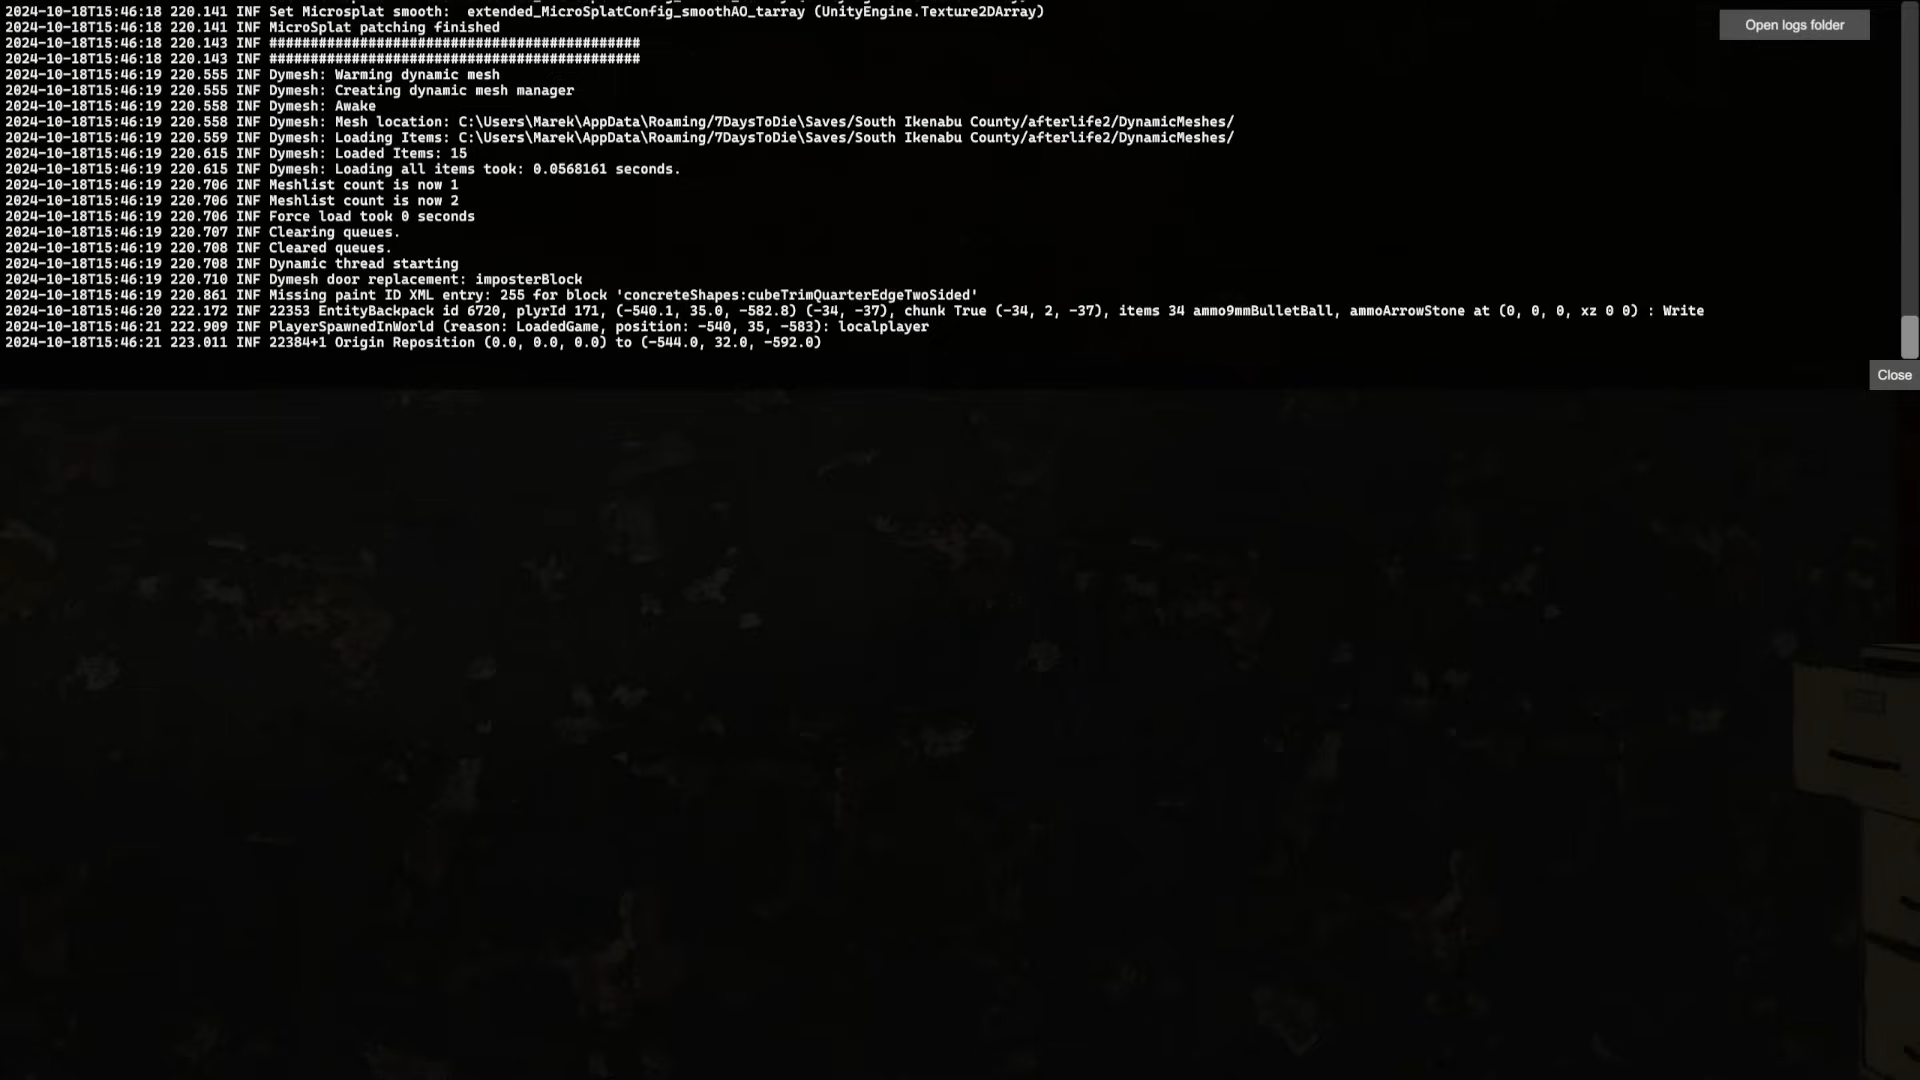 2024-10-18T15:46:18 220.141 INF Set Microsplat smooth:  extended_MicroSplatConfig_smoothAO_tarray (UnityEngine.Texture2DArray)
Open logs folder
2024-10-18T15:46:18 220.141 INF MicroSplat patching finished
2024-10-18T15:46:18 220.143 INF #############################################
2024-10-18T15:46:18 220.143 INF #############################################
2024-10-18T15:46:19 220.555 INF Dymesh: Warming dynamic mesh
2024-10-18T15:46:19 220.555 INF Dymesh: Creating dynamic mesh manager
2024-10-18T15:46:19 220.558 INF Dymesh: Awake
2024-10-18T15:46:19 220.558 INF Dymesh: Mesh location: C:\Users\Marek\AppData\Roaming/7DaysToDie\Saves/South Ikenabu County/afterlife2/DynamicMeshes/
2024-10-18T15:46:19 220.559 INF Dymesh: Loading Items: C:\Users\Marek\AppData\Roaming/7DaysToDie\Saves/South Ikenabu County/afterlife2/DynamicMeshes/
2024-10-18T15:46:19 220.615 INF Dymesh: Loaded Items: 15
2024-10-18T15:46:19 220.615 INF Dymesh: Loading all items took: 0.0568161 seconds.
2024-10-18T15:46:19 220.706 INF Meshlist count is now 1
2024-10-18T15:46:19 220.706 INF Meshlist count is now 2
2024-10-18T15:46:19 220.706 INF Force load took 0 seconds
2024-10-18T15:46:19 220.707 INF Clearing queues.
2024-10-18T15:46:19 220.708 INF Cleared queues.
2024-10-18T15:46:19 220.708 INF Dynamic thread starting
2024-10-18T15:46:19 220.710 INF Dymesh door replacement: imposterBlock
2024-10-18T15:46:19 220.861 INF Missing paint ID XML entry: 255 for block 'concreteShapes:cubeTrimQuarterEdgeTwoSided'
2024-10-18T15:46:20 222.172 INF 22353 EntityBackpack id 6720, plyrId 171, (-540.1, 35.0, -582.8) (-34, -37), chunk True (-34, 2, -37), items 34 ammo9mmBulletBall, ammoArrowStone at (0, 0, 0, xz 0 0) : Write
2024-10-18T15:46:21 222.909 INF PlayerSpawnedInWorld (reason: LoadedGame, position: -540, 35, -583): localplayer
2024-10-18T15:46:21 223.011 INF 22384+1 Origin Reposition (0.0, 0.0, 0.0) to (-544.0, 32.0, -592.0)
Close